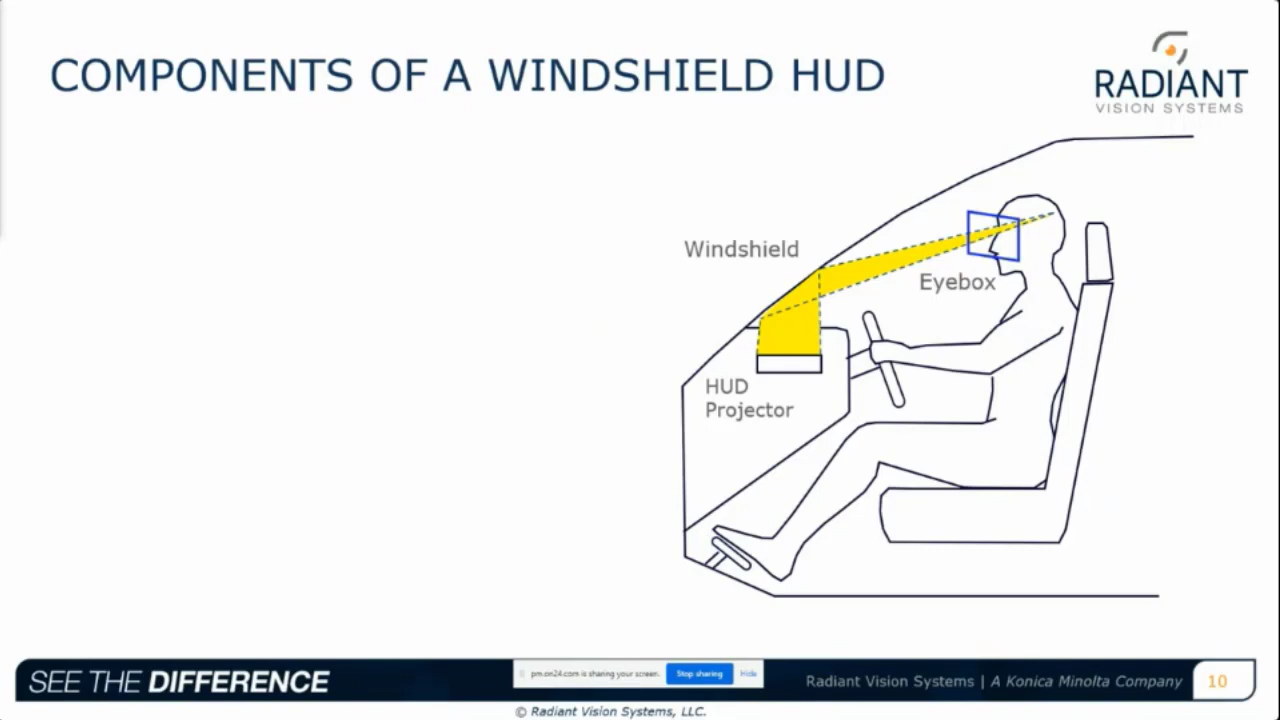 COMPONENTS OF A WINDSHIELD HUD
RADIANT
VISION SYSTEMS
Windshield
Eyebox
HUD
Projector
SEE THE DIFFERENCE
pm.on24.com is sharing your screen.
Stop sharing
Hide
Radiant Vision Systems | A Konica Minolta Company
10
© Radiant Vision Systems, LLC.